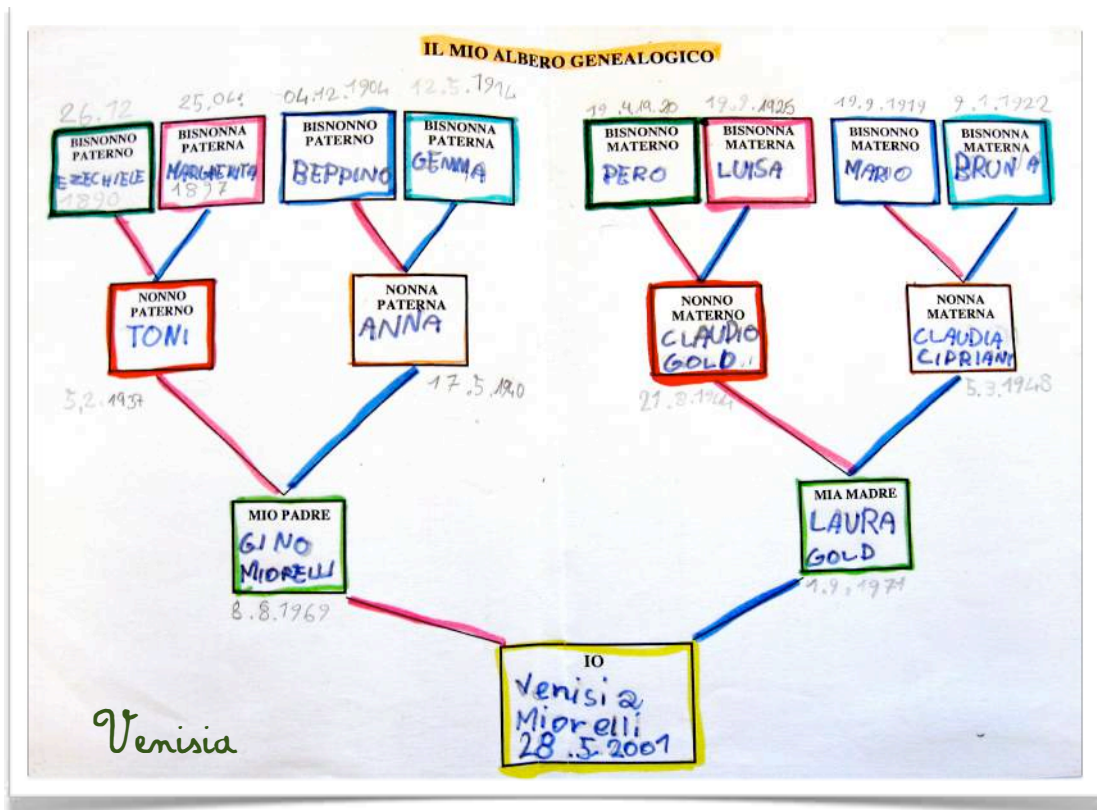 IL MIO ALBERO GENEALOGICO
26.12
25.04
04.12.1904
12.5.1914
19.4.1920
19.9.1925
19.9.1919
9.1.1922
BISNONNO
PATERNO
EZECHIELE
1890
BISNONNA
PATERNA
MARGHERITA
1897
BISNONNO
PATERNO
BEPPINO
BISNONNA
PATERNA
GEMMA
BISNONNO
MATERNO
PERO
BISNONNA
MATERNA
LUISA
BISNONNO
MATERNO
MARIO
BISNONNA
MATERNA
BRUNA
NONNO
PATERNO
TONI
NONNA
PATERNA
ANNA
NONNO
MATERNO
CLAUDIO
GOLD
NONNA
MATERNA
CLAUDIA
CIPRIANI
5,2.1937
17.5.1940
21.8.1944
5.3.1948
MIO PADRE
GINO
MIORELLI
MIA MADRE
LAURA
GOLD
8.8.1969
1.9.1971
IO
Venisia
Miorelli
28.5.2001
Venisia